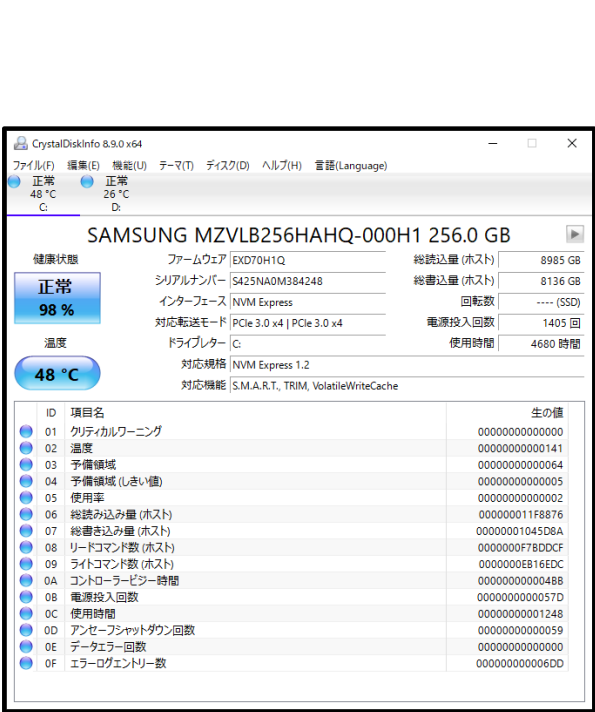 CrystalDiskInfo 8.9.0 x64
ファイル(F) 編集(E) 機能(U) テーマ(T) ディスク(D) ヘルプ(H) 言語(Language)
正常 正常
48 °C 26 °C
C: D:
SAMSUNG MZVLB256HAHQ-000H1 256.0 GB
健康状態 ファームウェア EXD70H1Q 総読込量 (ホスト) 8985 GB
正常 98 % シリアルナンバー S425NA0M384248 総書込量 (ホスト) 8136 GB
インターフェース NVM Express 回転数 ---- (SSD)
対応転送モード PCIe 3.0 x4 | PCIe 3.0 x4 電源投入回数 1405 回
温度 ドライブレター C: 使用時間 4680 時間
48 °C 対応規格 NVM Express 1.2
対応機能 S.M.A.R.T., TRIM, VolatileWriteCache
ID 項目名 生の値
01 クリティカルワーニング 00000000000000
02 温度 00000000000141
03 予備領域 00000000000064
04 予備領域 (しきい値) 00000000000005
05 使用率 00000000000002
06 総読み込み量 (ホスト) 000000011F8876
07 総書き込み量 (ホスト) 00000001045D8A
08 リードコマンド数 (ホスト) 0000000F7BDDCF
09 ライトコマンド数 (ホスト) 0000000EB16EDC
0A コントローラービジー時間 000000000004BB
0B 電源投入回数 0000000000057D
0C 使用時間 00000000001248
0D アンセーフシャットダウン回数 00000000000059
0E データエラー回数 00000000000000
0F エラーログエントリー数 000000000006DD